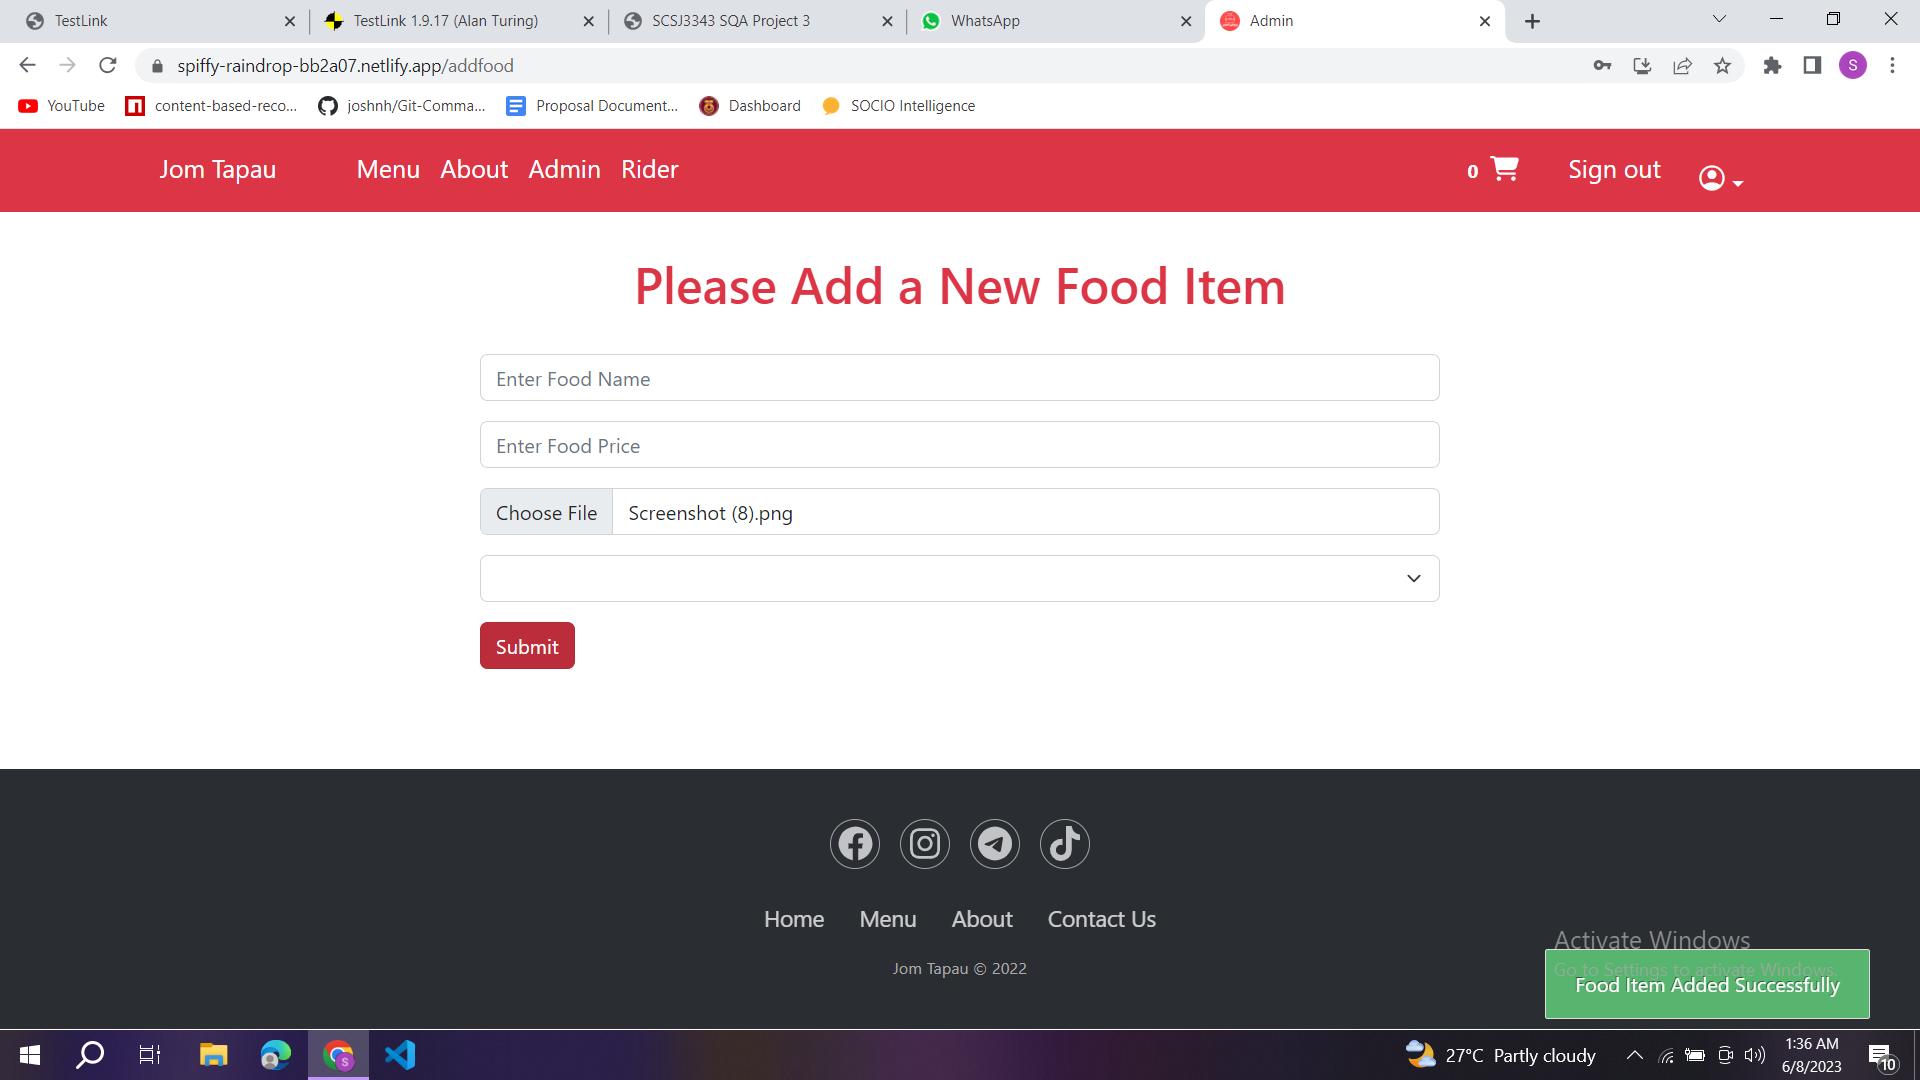 TestLink
TestLink 1.9.17 (Alan Turing)
SCSJ3343 SQA Project 3
WhatsApp
Admin
spiffy-raindrop-bb2a07.netlify.app/addfood
S
YouTube
content-based-reco...
joshnh/Git-Comma...
Proposal Document...
Dashboard
SOCIO Intelligence
Jom Tapau
Menu
About
Admin
Rider
0
Sign out
Please Add a New Food Item
Enter Food Name
Enter Food Price
Choose File
Screenshot (8).png
Submit
Home
Menu
About
Contact Us
Jom Tapau © 2022
Activate Windows
Go to Settings to activate Windows.
Food Item Added Successfully
S
27°C Partly cloudy
1:36 AM
6/8/2023
10